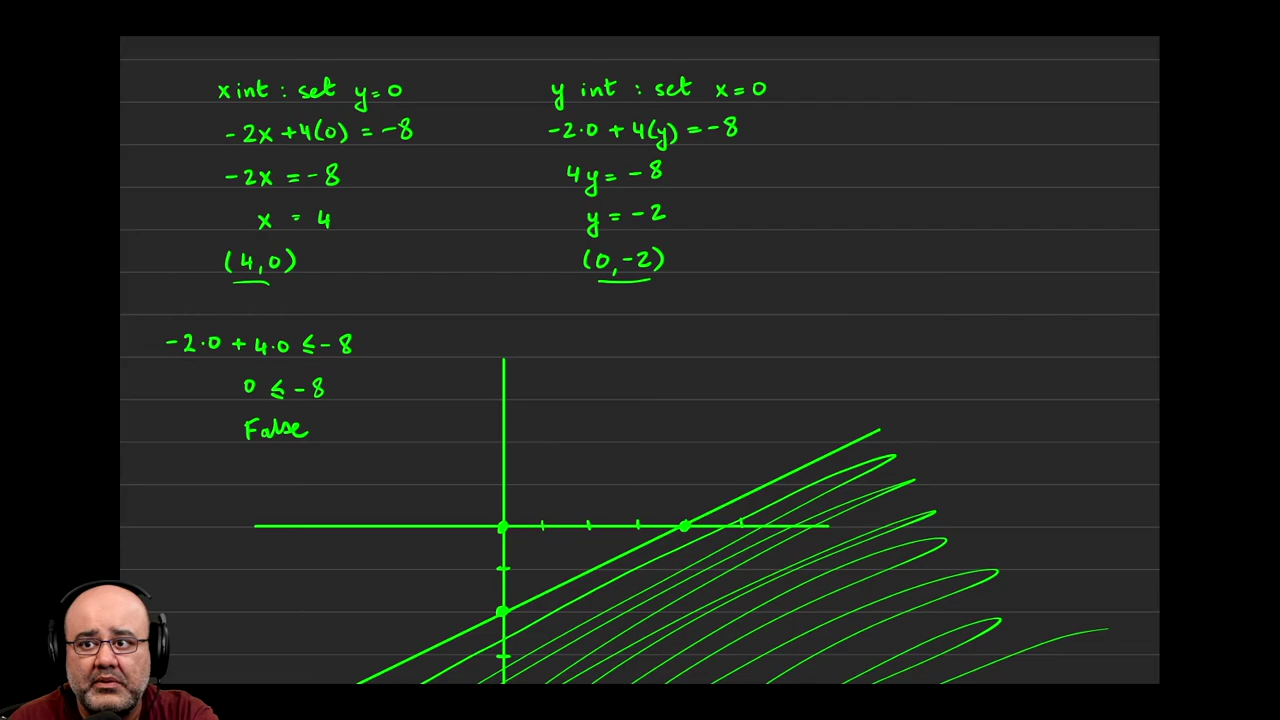 x int : set y=0
-2x +4(0) = -8
-2x = -8
x = 4
(4,0)
y int : set x=0
-2·0 + 4(y) = -8
4y = -8
y = -2
(0,-2)
-2·0 + 4·0 ≤ -8
0 ≤ -8
False